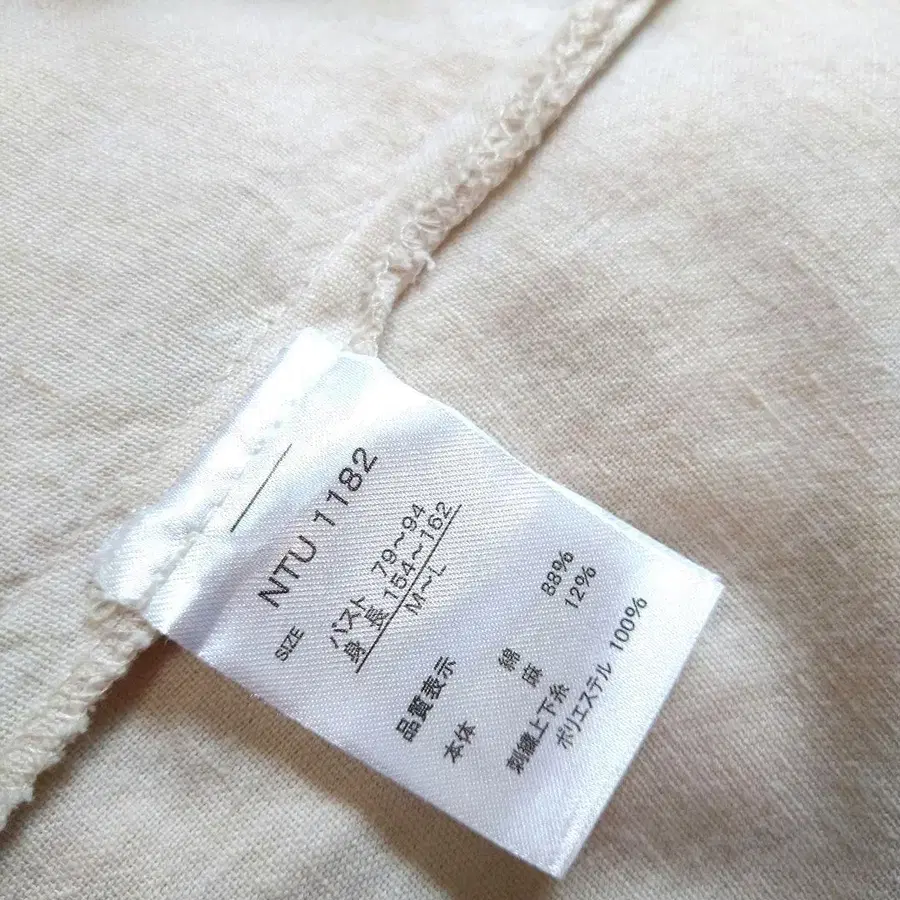 NTU 1182
SIZE
バスト 79～94
身長 154～162
M～L
品質表示
本体 綿 88%
麻 12%
刺繍上下糸
ポリエステル 100%